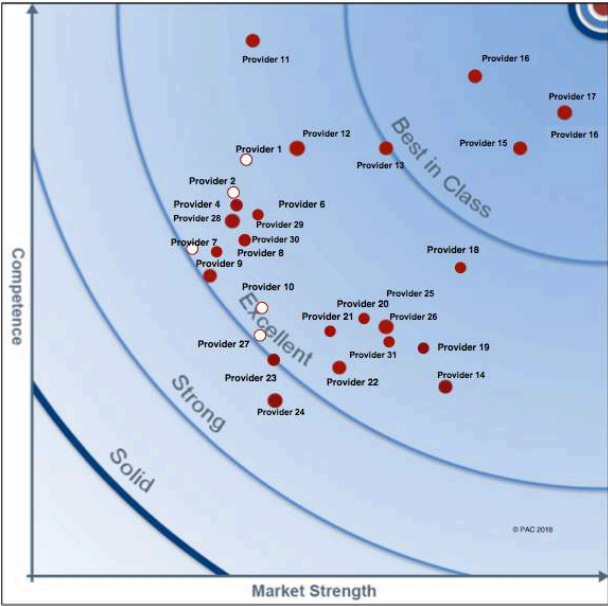 Provider 11
Provider 16
Provider 17
Provider 16
Provider 12
Provider 1
Provider 15
Provider 13
Best in Class
Provider 2
Provider 4
Provider 6
Provider 28
Provider 29
Provider 7
Provider 30
Provider 8
Provider 18
Provider 9
Provider 10
Provider 25
Provider 20
Provider 21
Provider 26
Excellent
Provider 27
Provider 31
Provider 19
Provider 23
Provider 22
Provider 14
Provider 24
Strong
Solid
© PAC 2016
Competence
Market Strength